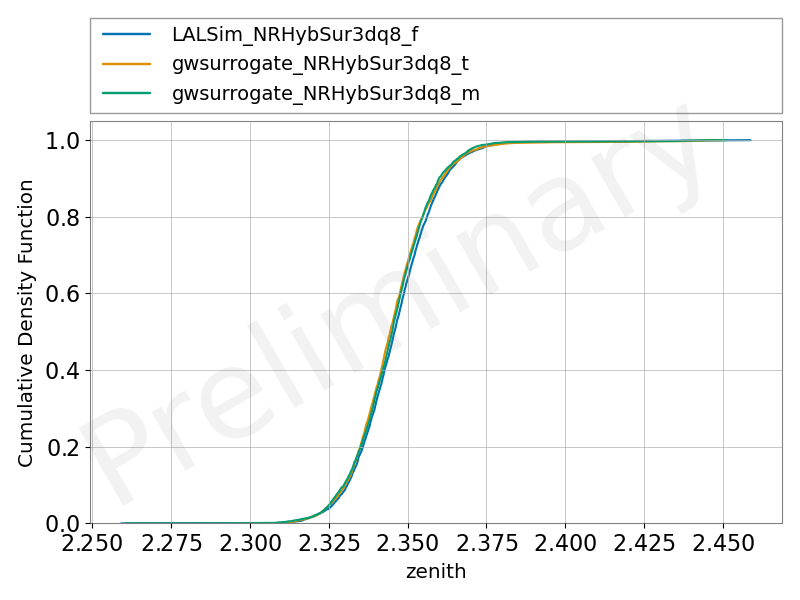 LALSim_NRHybSur3dq8_f
gwsurrogate_NRHybSur3dq8_t
gwsurrogate_NRHybSur3dq8_m
1.0
0.8
0.6
0.4
0.2
0.0
Cumulative Density Function
Preliminary
2.250 2.275 2.300 2.325 2.350 2.375 2.400 2.425 2.450
zenith